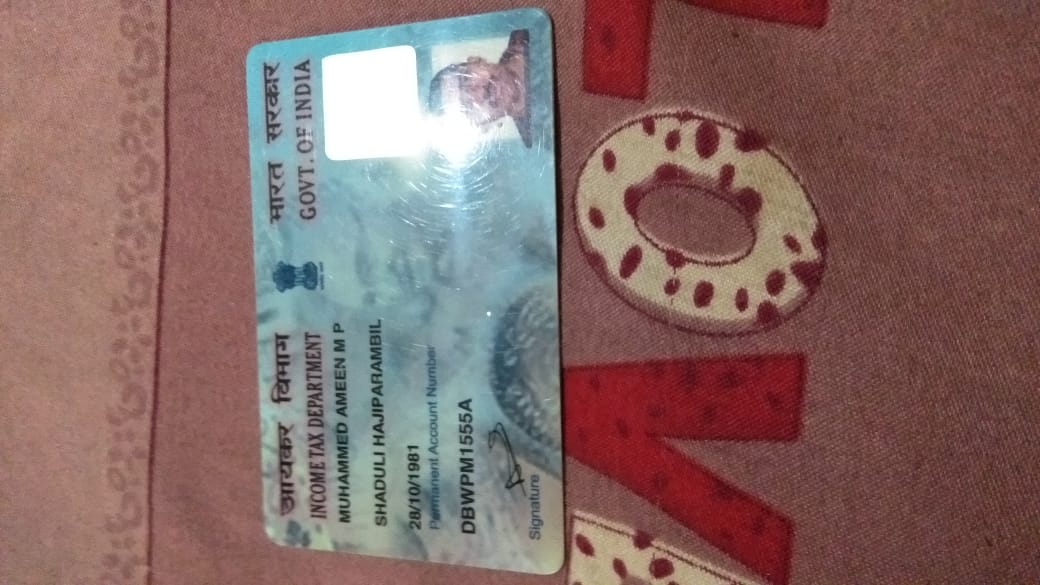 आयकर विभाग
INCOME TAX DEPARTMENT
भारत सरकार
GOVT. OF INDIA
MUHAMMED AMEEN M P
SHADULI HAJIPARAMBIL
28/10/1981
Permanent Account Number
DBWPM1555A
Signature